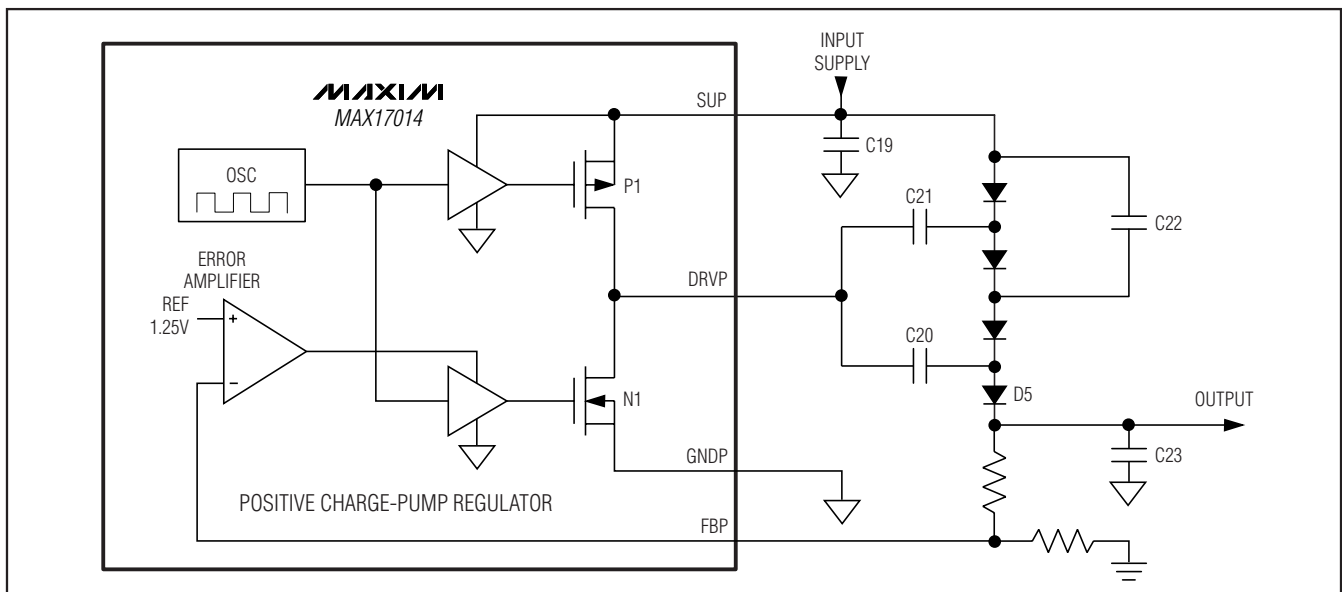 INPUT
SUPPLY
MAXIM
MAX17014
SUP
C19
OSC
P1
C21
C22
ERROR
AMPLIFIER
REF
1.25V
+
−
DRVP
C20
N1
D5
OUTPUT
GNDP
C23
POSITIVE CHARGE-PUMP REGULATOR
FBP